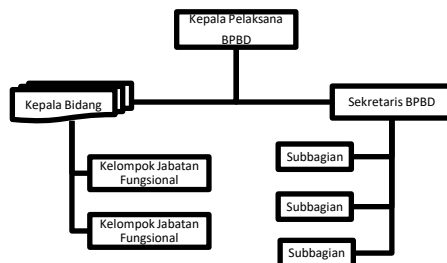 Kepala Pelaksana
BPBD
Kepala Bidang
Sekretaris BPBD
Kelompok Jabatan
Fungsional
Kelompok Jabatan
Fungsional
Subbagian
Subbagian
Subbagian